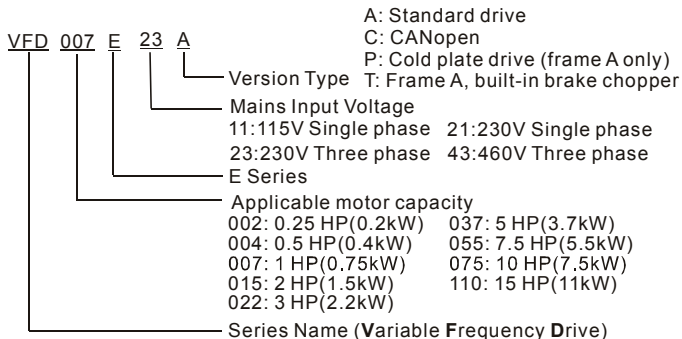 A: Standard drive
C: CANopen
P: Cold plate drive (frame A only)
VFD 007 E 23 A
Version Type T: Frame A, built-in brake chopper
Mains Input Voltage
11:115V Single phase 21:230V Single phase
23:230V Three phase 43:460V Three phase
E Series
Applicable motor capacity
002: 0.25 HP(0.2kW) 037: 5 HP(3.7kW)
004: 0.5 HP(0.4kW) 055: 7.5 HP(5.5kW)
007: 1 HP(0.75kW) 075: 10 HP(7.5kW)
015: 2 HP(1.5kW) 110: 15 HP(11kW)
022: 3 HP(2.2kW)
Series Name (Variable Frequency Drive)